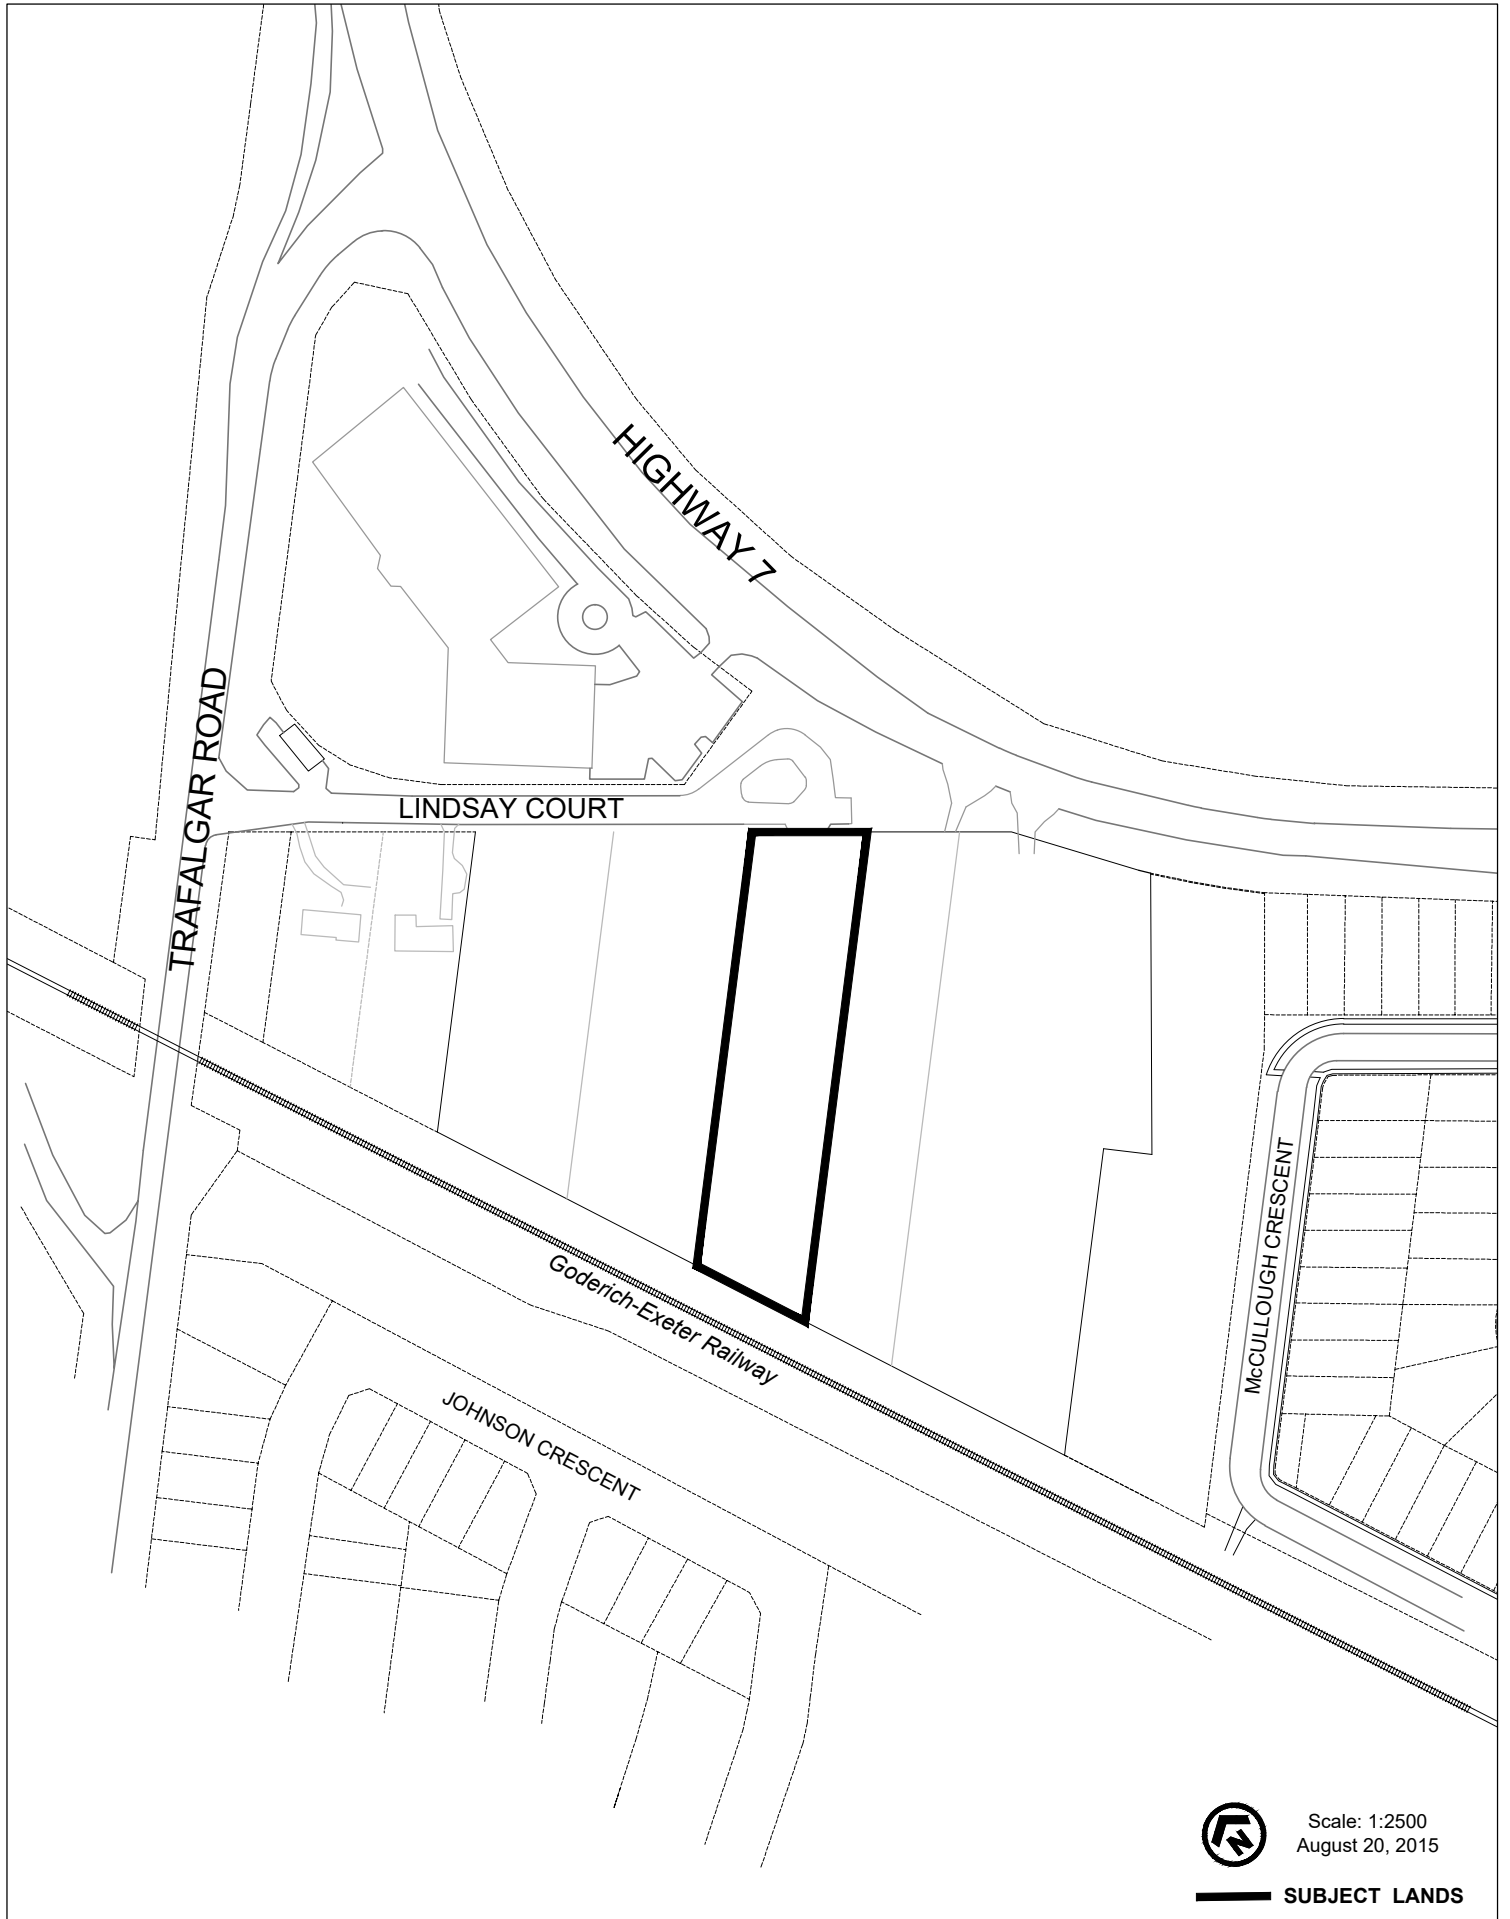 HIGHWAY 7
TRAFALGAR ROAD
LINDSAY COURT
McCULLOUGH CRESCENT
Goderich-Exeter Railway
JOHNSON CRESCENT
N
Scale: 1:2500
August 20, 2015
SUBJECT LANDS